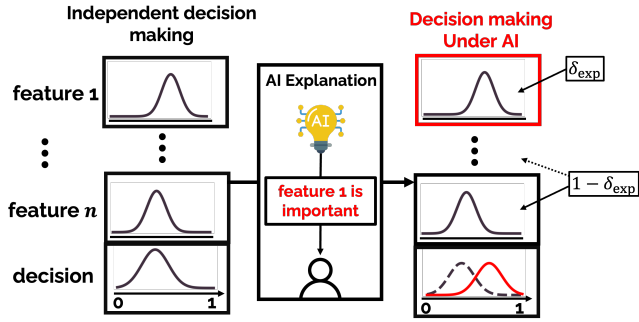 Independent decision
making
feature 1
feature n
decision
0 1
AI Explanation
AI
feature 1 is
important
Decision making
Under AI
δexp
1 − δexp
0 1